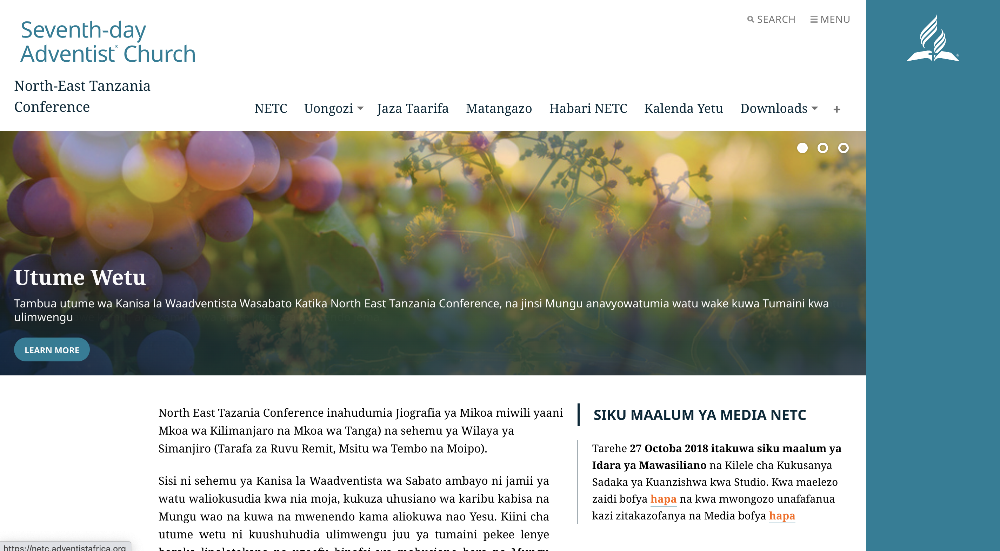 Seventh-day
Adventist® Church
North-East Tanzania
Conference
SEARCH
MENU
NETC
Uongozi
Jaza Taarifa
Matangazo
Habari NETC
Kalenda Yetu
Downloads
+
Utume Wetu
Tambua utume wa Kanisa la Waadventista Wasabato Katika North East Tanzania Conference, na jinsi Mungu anavyowatumia watu wake kuwa Tumaini kwa
ulimwengu
LEARN MORE
North East Tazania Conference inahudumia Jiografia ya Mikoa miwili yaani
Mkoa wa Kilimanjaro na Mkoa wa Tanga) na sehemu ya Wilaya ya
Simanjiro (Tarafa za Ruvu Remit, Msitu wa Tembo na Moipo).
Sisi ni sehemu ya Kanisa la Waadventista wa Sabato ambayo ni jamii ya
watu waliokusudia kwa nia moja, kukuza uhusiano wa karibu kabisa na
Mungu wao na kuwa na mwenendo kama aliokuwa nao Yesu. Kiini cha
utume wetu ni kuushuhudia ulimwengu juu ya tumaini pekee lenye
SIKU MAALUM YA MEDIA NETC
Tarehe 27 Octoba 2018 itakuwa siku maalum ya
Idara ya Mawasiliano na Kilele cha Kukusanya
Sadaka ya Kuanzishwa kwa Studio. Kwa maelezo
zaidi bofya hapa na kwa mwongozo unafafanua
kazi zitakazofanya na Media bofya hapa
https://netc.adventistafrica.org